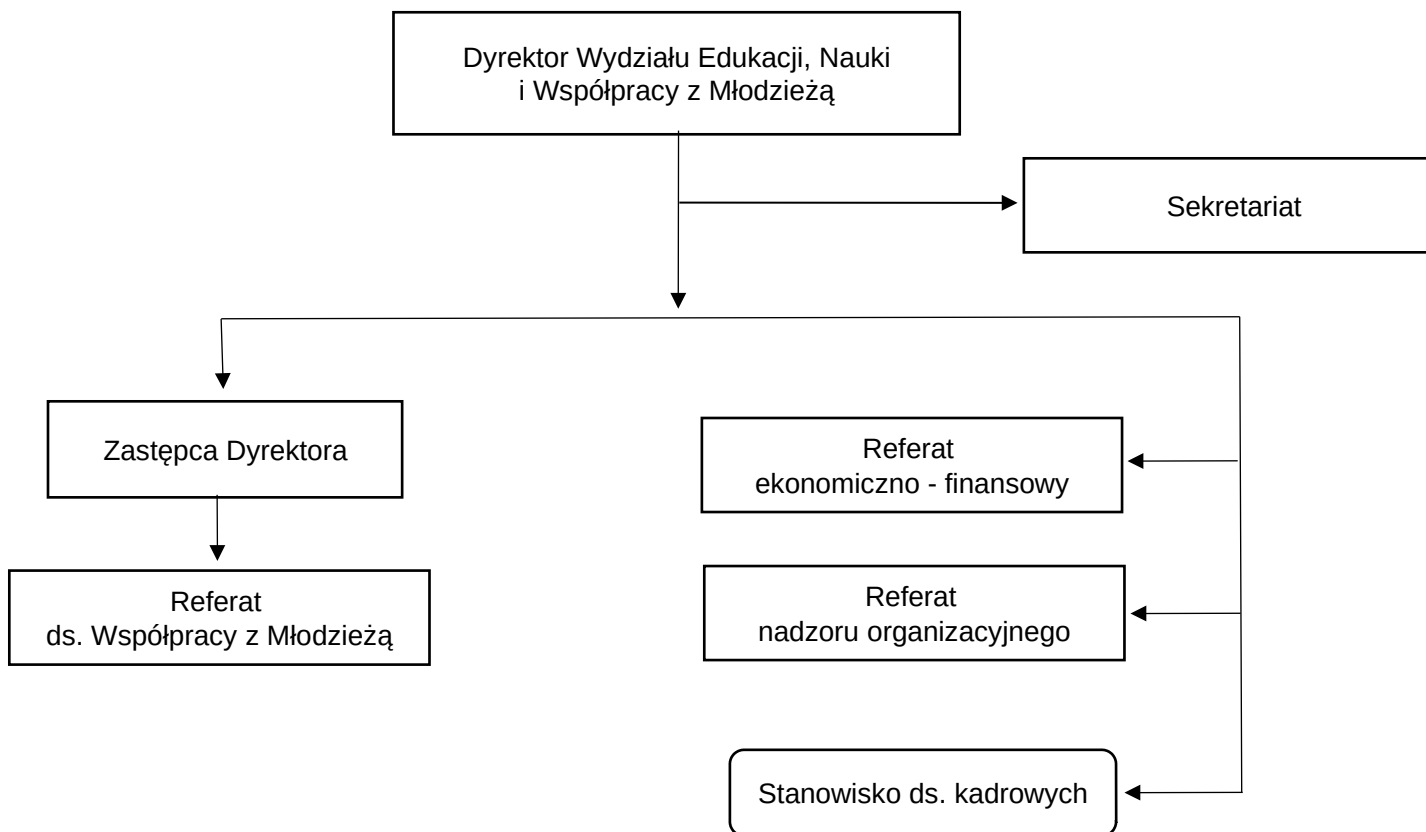 Dyrektor Wydziału Edukacji, Nauki
i Współpracy z Młodzieżą
Sekretariat
Zastępca Dyrektora
Referat
ekonomiczno - finansowy
Referat
ds. Współpracy z Młodzieżą
Referat
nadzoru organizacyjnego
Stanowisko ds. kadrowych